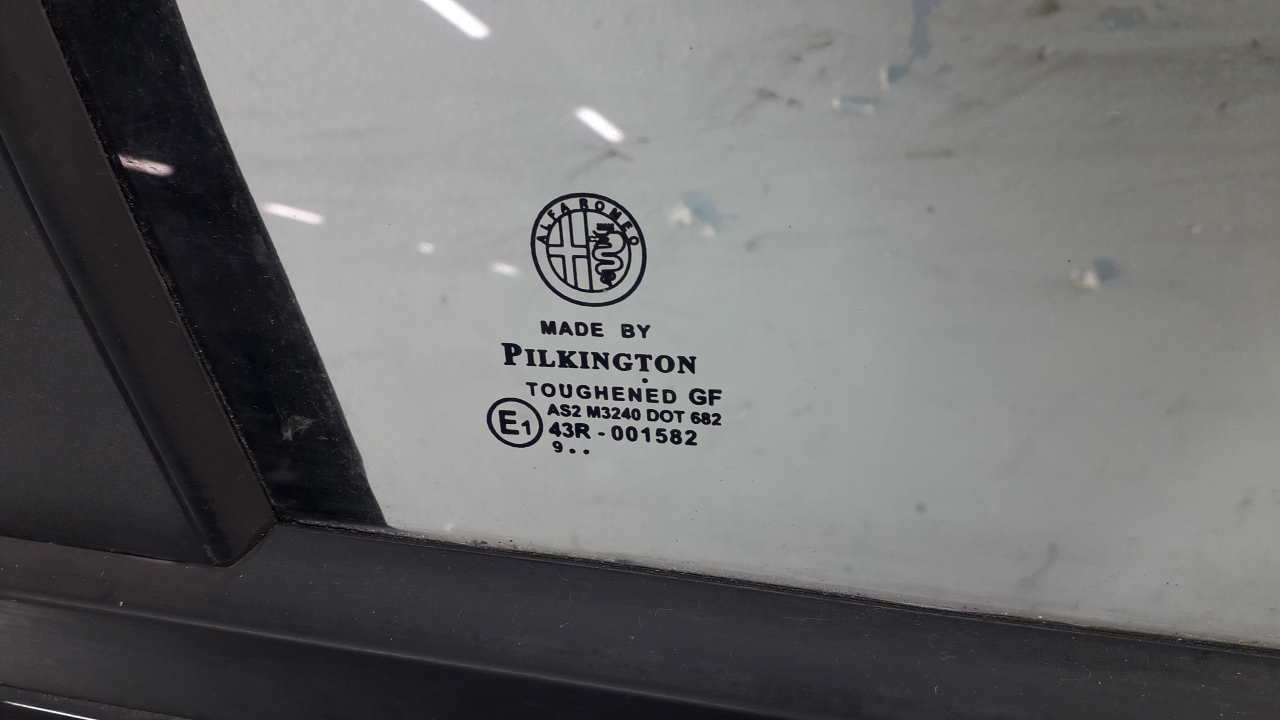 ALFA ROMEO
MADE BY
PILKINGTON
TOUGHENED GF
AS2 M3240 DOT 682
E1
43R - 001582
9..